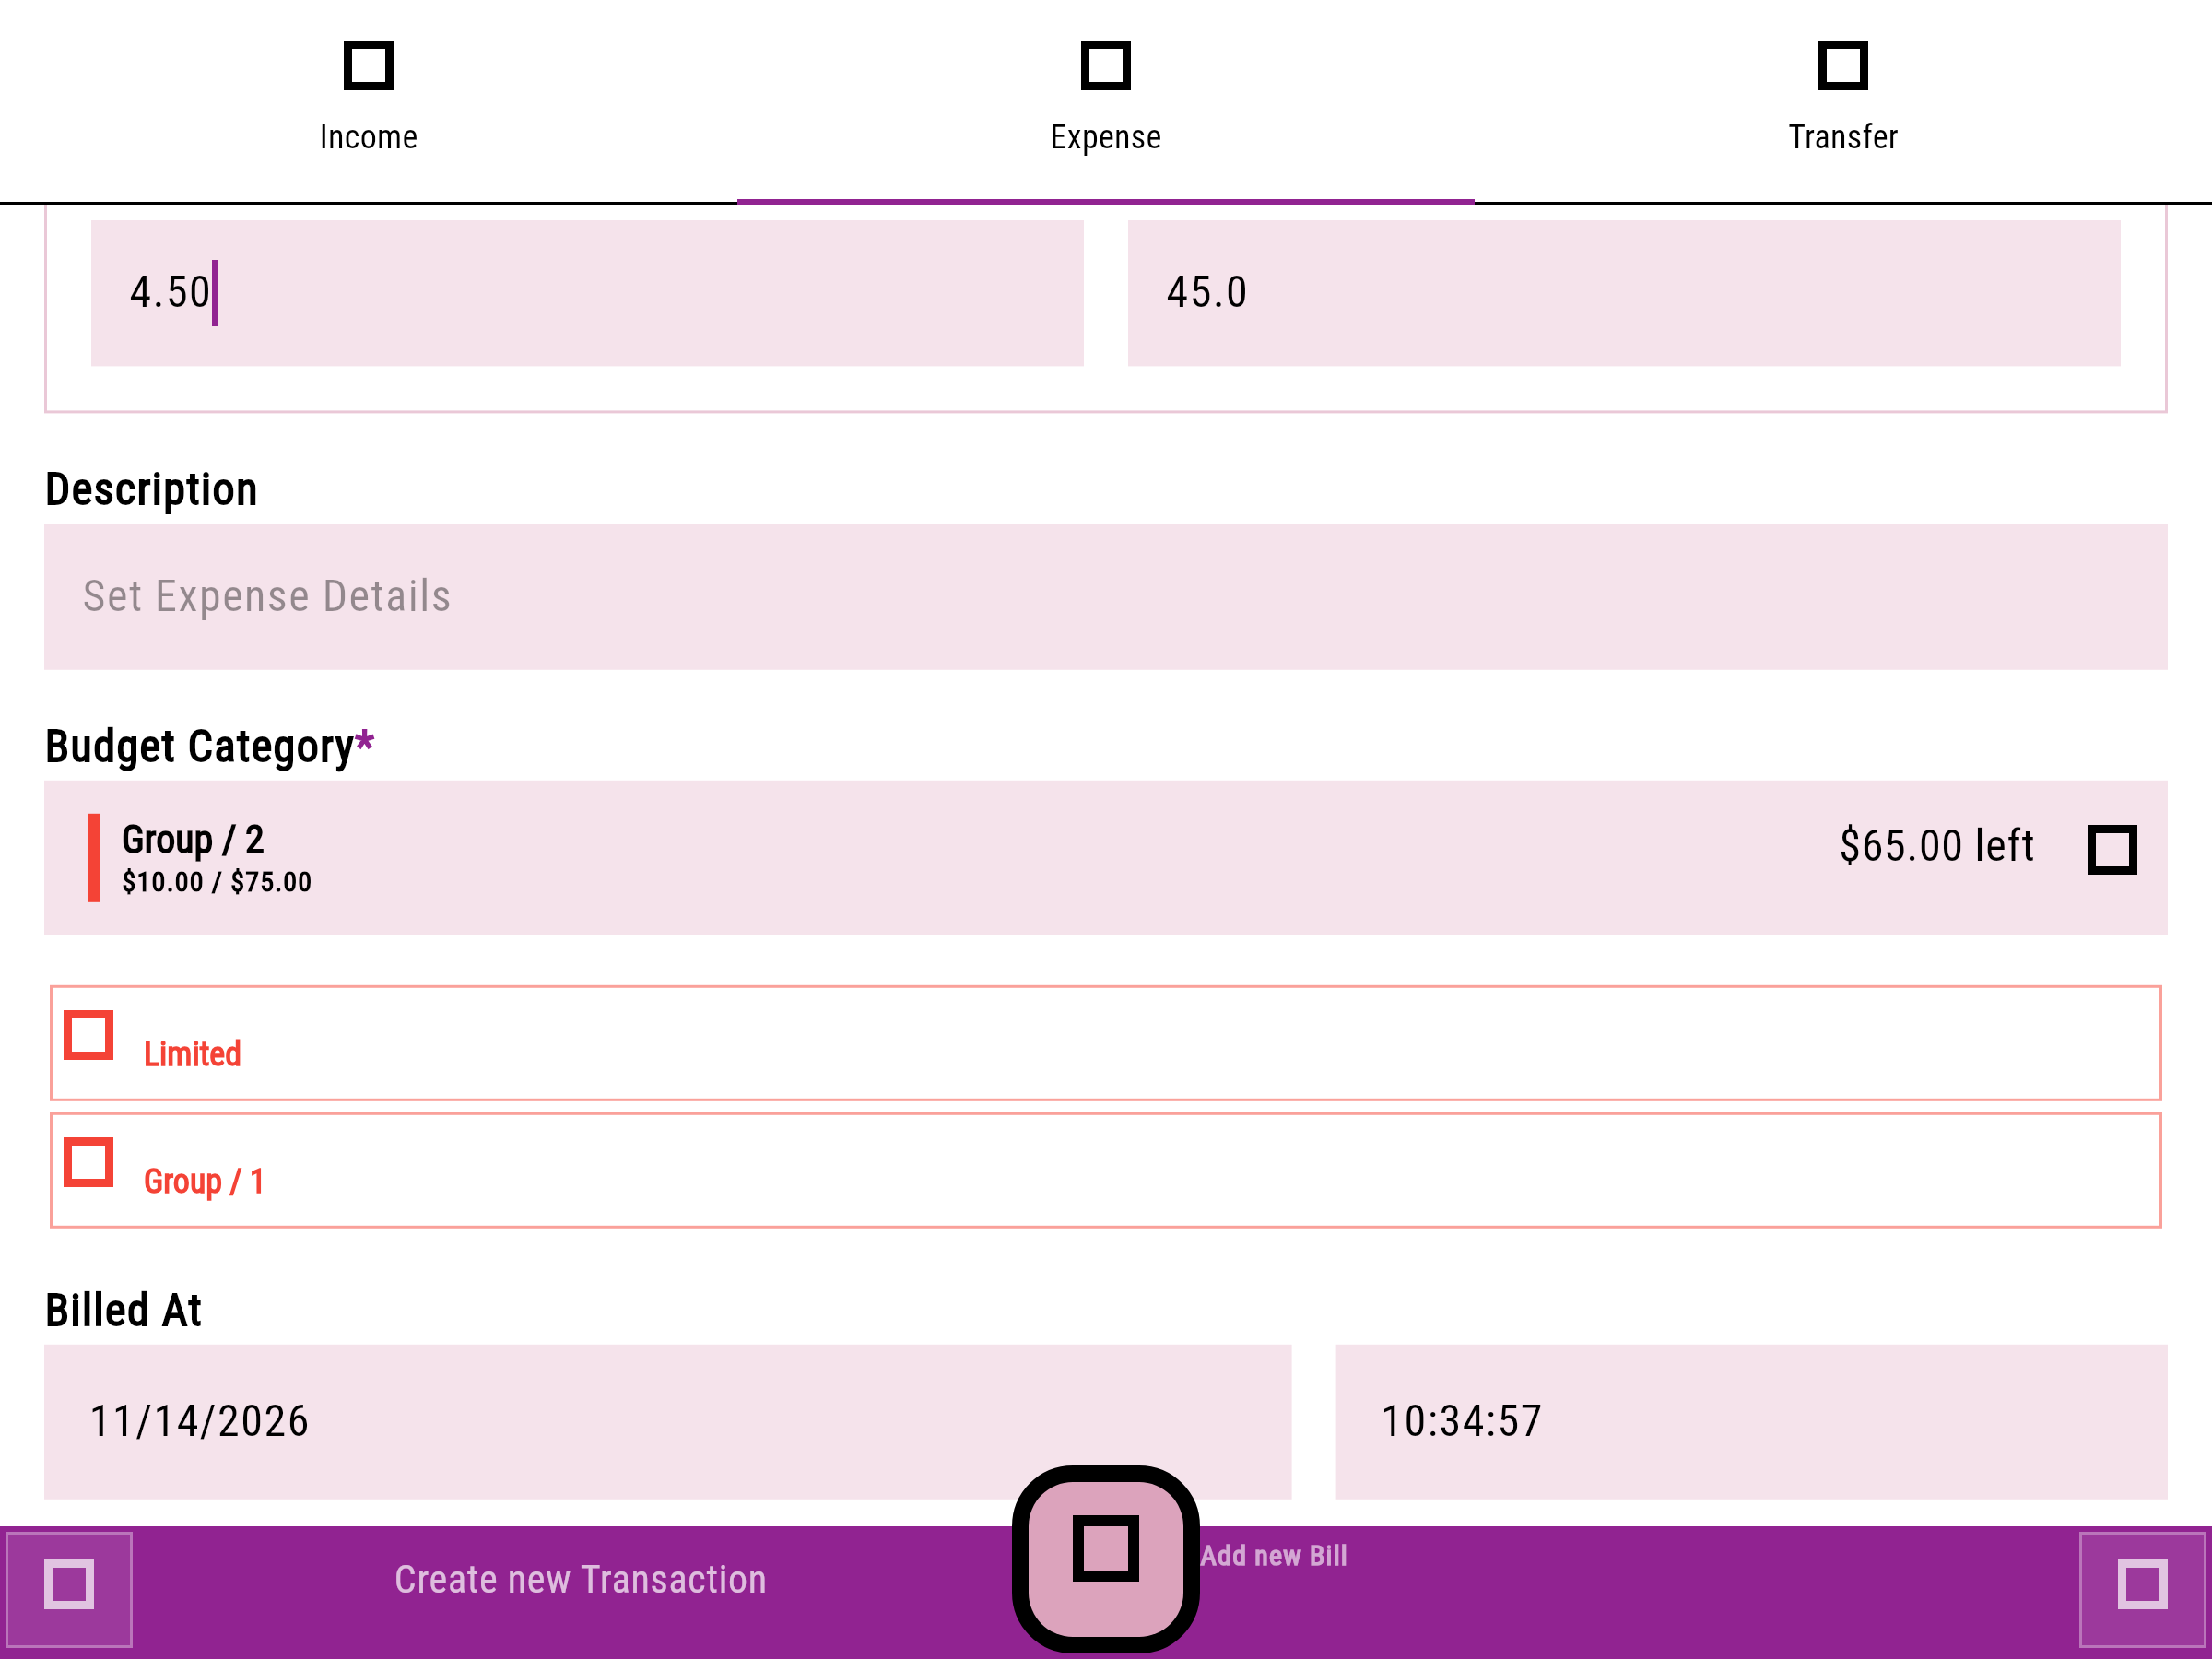 Income
Expense
Transfer
4.50
45.0
Description
Set Expense Details
Budget Category*
Group / 2
$10.00 / $75.00
$65.00 left
Limited
Group / 1
Billed At
11/14/2026
10:34:57
Create new Transaction
Add new Bill